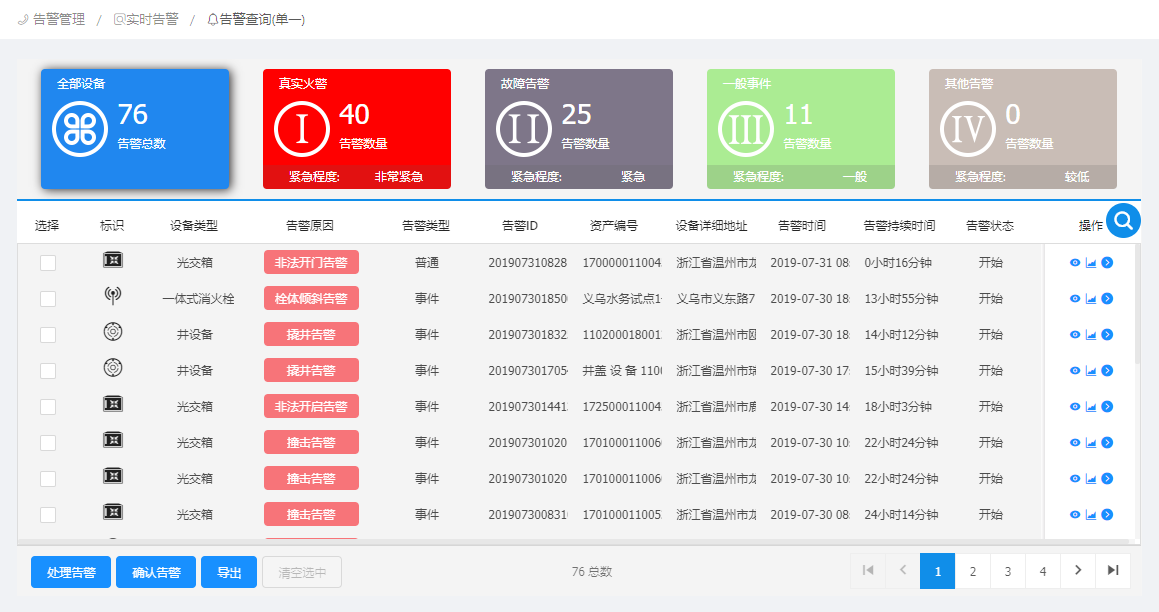 告警管理 / 实时告警 / 告警查询(单一)
全部设备
76
告警总数
真实火警
I
40
告警数量
紧急程度: 非常紧急
故障告警
II
25
告警数量
紧急程度: 紧急
一般事件
III
11
告警数量
紧急程度: 一般
其他告警
IV
0
告警数量
紧急程度: 较低
选择 标识 设备类型 告警原因 告警类型 告警ID 资产编号 设备详细地址 告警时间 告警持续时间 告警状态 操作
光交箱 非法开门告警 普通 201907310828 170000011004 浙江省温州市龙 2019-07-31 08: 0小时16分钟 开始
一体式消火栓 栓体倾斜告警 事件 201907301850 义乌水务试点1 义乌市义东路7 2019-07-30 18: 13小时55分钟 开始
井设备 撬井告警 事件 201907301832 110200018001 浙江省温州市瓯 2019-07-30 18: 14小时12分钟 开始
井设备 撬井告警 事件 201907301705 井盖设备 110 浙江省温州市瑞 2019-07-30 17: 15小时39分钟 开始
光交箱 非法开启告警 事件 201907301441 172500011004 浙江省温州市 2019-07-30 14: 18小时3分钟 开始
光交箱 撞击告警 事件 201907301020 170100011006 浙江省温州市龙 2019-07-30 10: 22小时24分钟 开始
光交箱 撞击告警 事件 201907301020 170100011006 浙江省温州市龙 2019-07-30 10: 22小时24分钟 开始
光交箱 撞击告警 事件 201907300831 170100011005 浙江省温州市龙 2019-07-30 08: 24小时14分钟 开始
处理告警 确认告警 导出 清空选中 76 总数 1 2 3 4